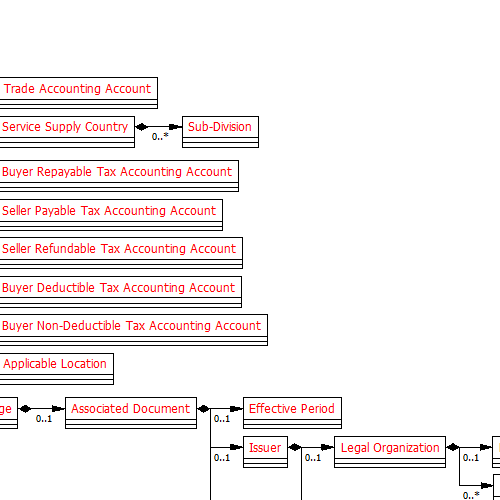 Trade Accounting Account
Service Supply Country
Sub-Division
0..*
Buyer Repayable Tax Accounting Account
Seller Payable Tax Accounting Account
Seller Refundable Tax Accounting Account
Buyer Deductible Tax Accounting Account
Buyer Non-Deductible Tax Accounting Account
Applicable Location
ge
0..1
Associated Document
0..1
Effective Period
0..1
Issuer
0..1
Legal Organization
0..1
0..*